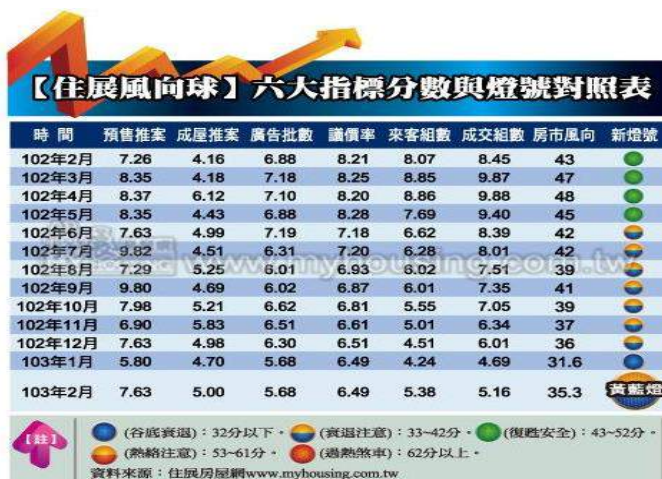 【住展風向球】六大指標分數與燈號對照表
時 間 預售推案 成屋推案 廣告批數 議價率 來客組數 成交組數 房市風向 新燈號
102年2月 7.26 4.16 6.88 8.21 8.07 8.45 43
102年3月 8.35 4.18 7.18 8.25 8.85 9.87 47
102年4月 8.37 6.12 7.10 8.20 8.86 9.88 48
102年5月 8.35 4.43 6.88 8.28 7.69 9.40 45
7.63 4.99 7.19 7.18 6.62 8.39 42
9.82 4.51 6.31 7.20 6.28 8.01 42
102年8月 7.29 5.25 6.01 6.93 6.02 7.51 39
www.myhousing.com.tw
102年9月 9.80 4.69 6.02 6.87 6.01 7.35 41
102年10月 7.98 5.21 6.62 6.81 5.55 7.05 39
102年11月 6.90 5.83 6.51 6.61 5.01 6.34 37
102年12月 7.63 4.98 6.30 6.51 4.51 6.01 36
103年1月 5.80 4.70 5.68 6.49 4.24 4.69 31.6
103年2月 7.63 5.00 5.68 6.49 5.38 5.16 35.3 黃藍燈
【註】 (谷底衰退)：32分以下。 (衰退注意)：33~42分。 (復甦安全)：43~52分。
(熱絡注意)：53~61分。 (過熱煞車)：62分以上。
資料來源：住展房屋網www.myhousing.com.tw